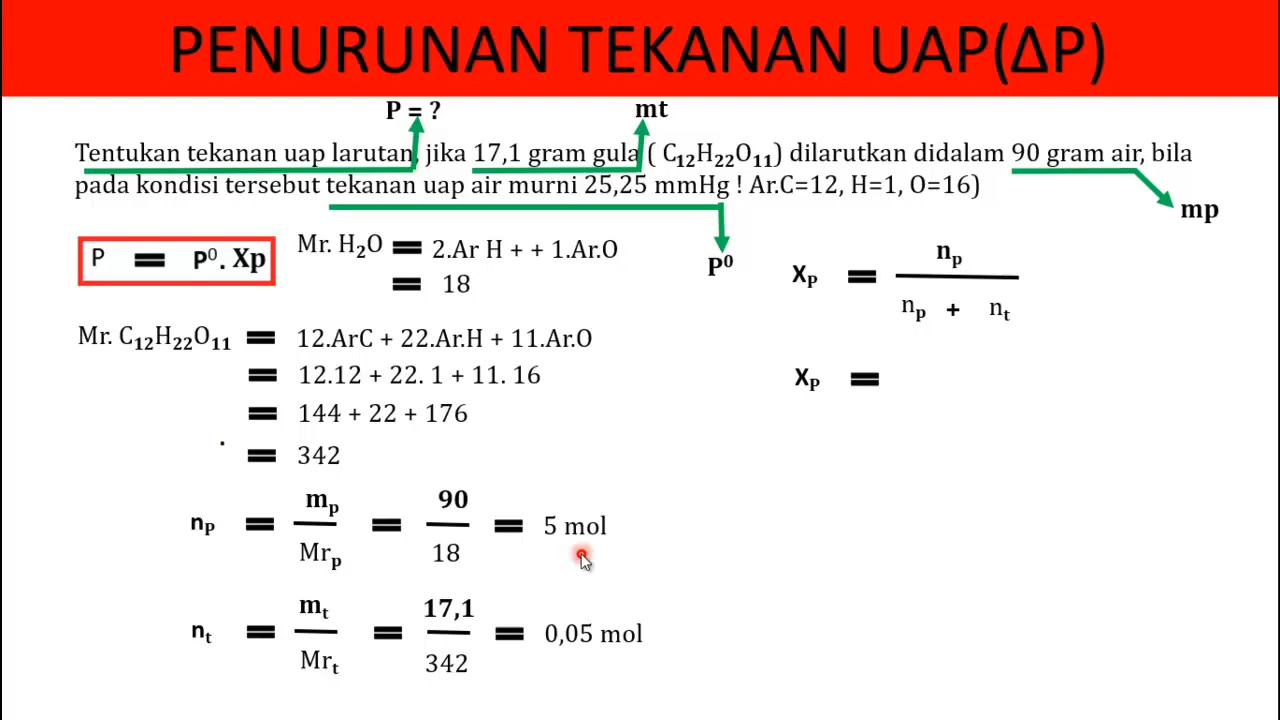 PENURUNAN TEKANAN UAP(ΔP)
P = ? mt
Tentukan tekanan uap larutan, jika 17,1 gram gula ( C₁₂H₂₂O₁₁) dilarutkan didalam 90 gram air, bila
pada kondisi tersebut tekanan uap air murni 25,25 mmHg ! Ar.C=12, H=1, O=16)
mp
P⁰
P = P⁰. Xp
Mr. H₂O = 2.Ar H + + 1.Ar.O
= 18
Mr. C₁₂H₂₂O₁₁ = 12.ArC + 22.Ar.H + 11.Ar.O
= 12.12 + 22. 1 + 11. 16
= 144 + 22 + 176
.
= 342
nₚ = mₚ = 90 = 5 mol
Mrₚ 18
nₜ = mₜ = 17,1 = 0,05 mol
Mrₜ 342
Xₚ = nₚ
nₚ + nₜ
Xₚ =